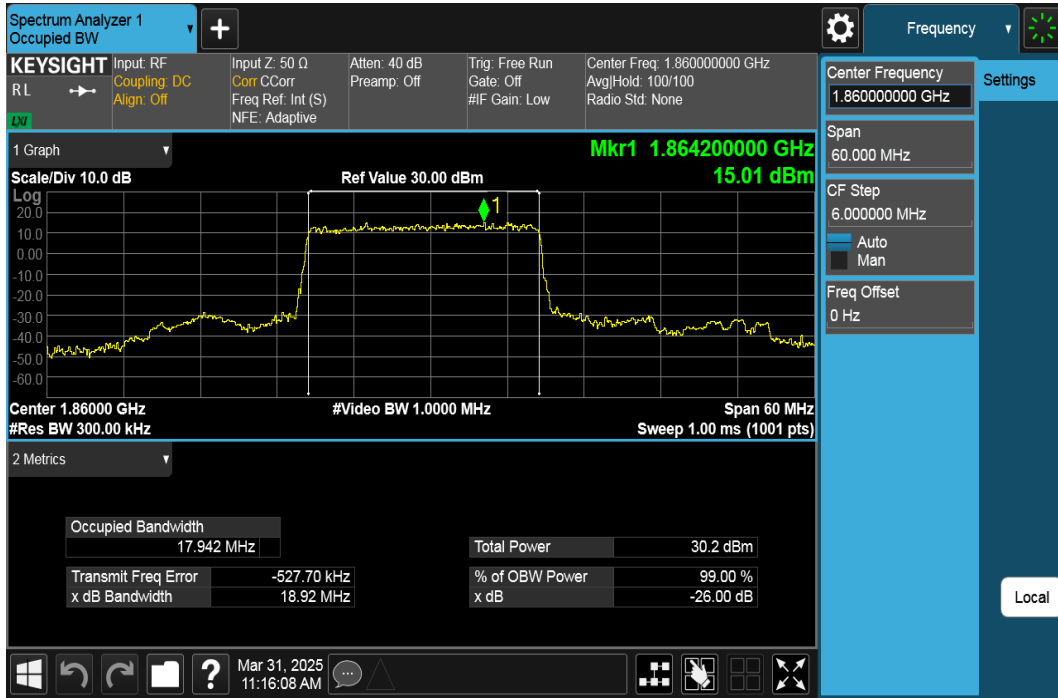 Spectrum Analyzer 1
Occupied BW
Frequency
KEYSIGHT
R L
LXI
Input: RF
Coupling: DC
Align: Off
Input Z: 50 Ω
Corr CCorr
Freq Ref: Int (S)
NFE: Adaptive
Atten: 40 dB
Preamp: Off
Trig: Free Run
Gate: Off
#IF Gain: Low
Center Freq: 1.860000000 GHz
Avg|Hold: 100/100
Radio Std: None
Center Frequency
1.860000000 GHz
Settings
Span
60.000 MHz
CF Step
6.000000 MHz
Auto
Man
Freq Offset
0 Hz
Local
1 Graph
Mkr1 1.864200000 GHz
Scale/Div 10.0 dB
Ref Value 30.00 dBm
15.01 dBm
Log
1
20.0
10.0
0.00
-10.0
-20.0
-30.0
-40.0
-50.0
-60.0
Center 1.86000 GHz
#Video BW 1.0000 MHz
Span 60 MHz
#Res BW 300.00 kHz
Sweep 1.00 ms (1001 pts)
2 Metrics
Occupied Bandwidth
17.942 MHz
Total Power 30.2 dBm
Transmit Freq Error -527.70 kHz
% of OBW Power 99.00 %
x dB Bandwidth 18.92 MHz
x dB -26.00 dB
?
Mar 31, 2025
11:16:08 AM